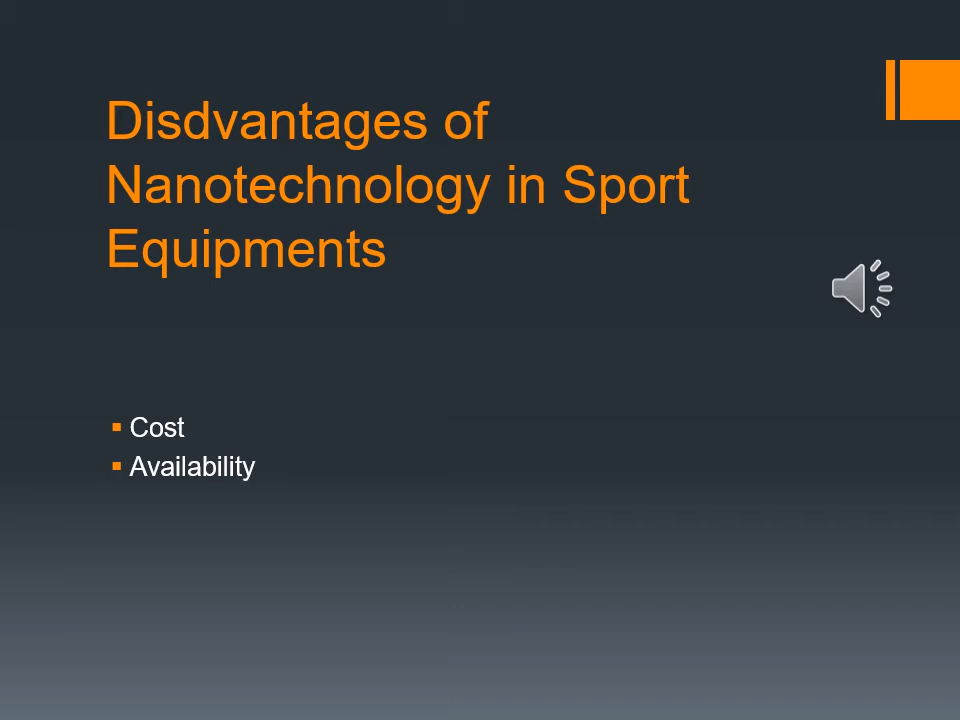 Disdvantages of
Nanotechnology in Sport
Equipments
Cost
Availability